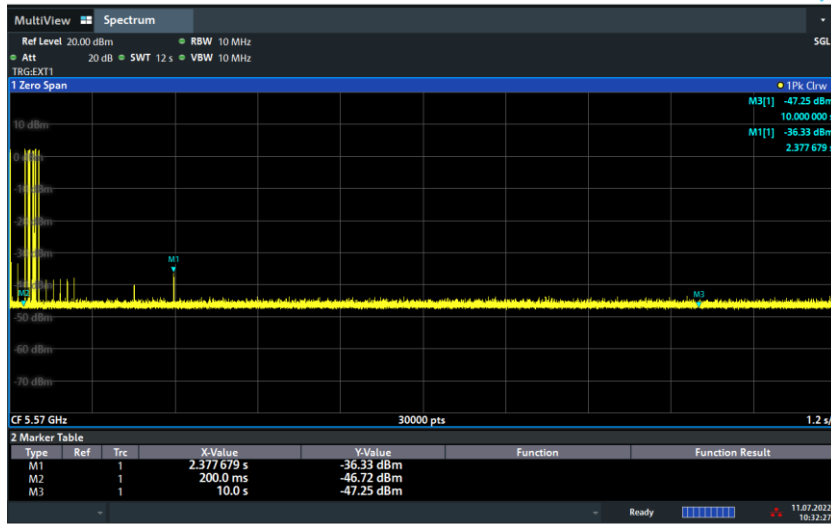 MultiView Spectrum
Ref Level 20.00 dBm RBW 10 MHz SGL
Att 20 dB SWT 12 s VBW 10 MHz
TRG:EXT1
1 Zero Span 1Pk Clrw
M3[1] -47.25 dBm
10.000 000 s
M1[1] -36.33 dBm
2.377 679 s
10 dBm
0 dBm
-10 dBm
-20 dBm
-30 dBm
M1
-40 dBm
M2
M3
-50 dBm
-60 dBm
-70 dBm
CF 5.57 GHz 30000 pts 1.2 s/
2 Marker Table
Type Ref Trc X-Value Y-Value Function Function Result
M1 1 2.377 679 s -36.33 dBm
M2 1 200.0 ms -46.72 dBm
M3 1 10.0 s -47.25 dBm
Ready 11.07.2022
10:32:27